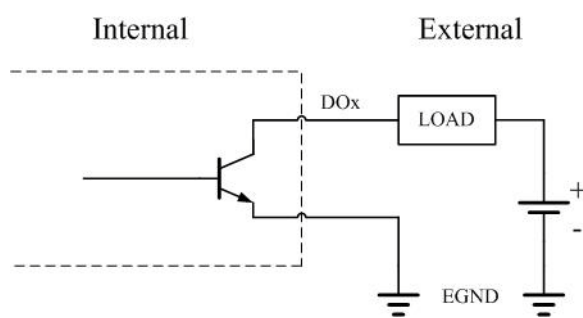 Internal
External
DOx
LOAD
+
-
EGND